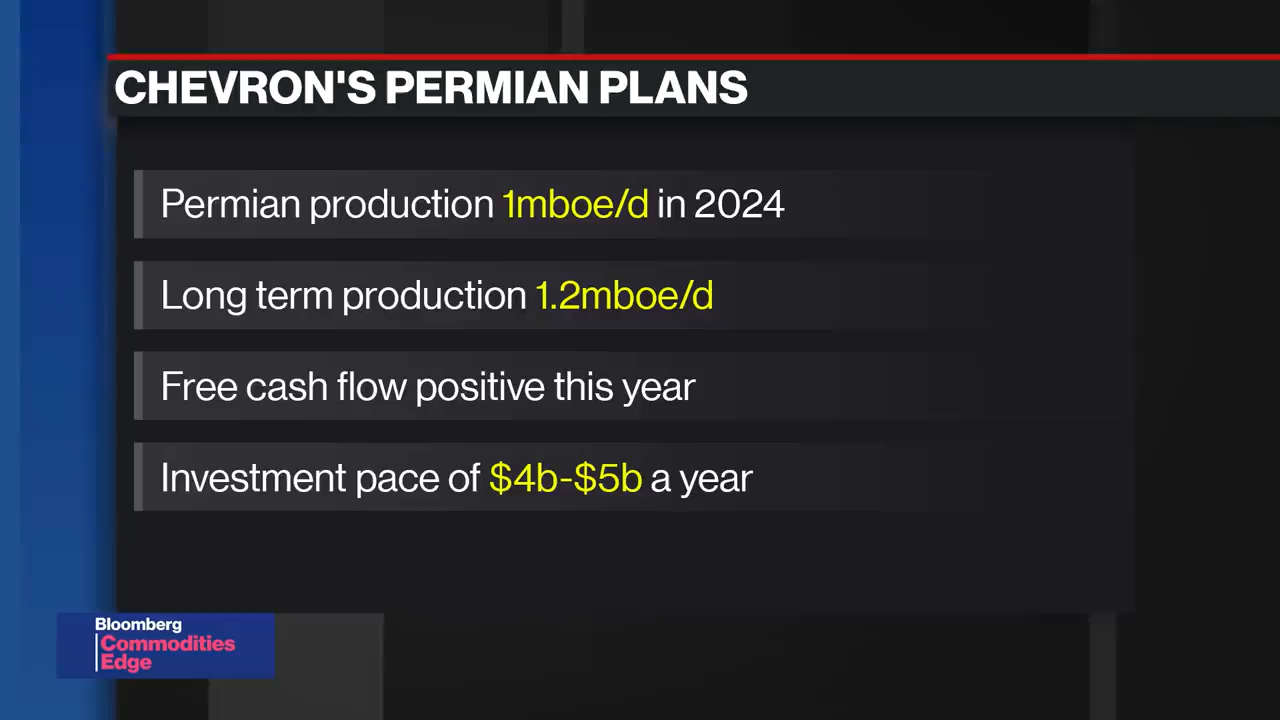 CHEVRON'S PERMIAN PLANS
Permian production 1mboe/d in 2024
Long term production 1.2mboe/d
Free cash flow positive this year
Investment pace of $4b-$5b a year
Bloomberg
Commodities
Edge